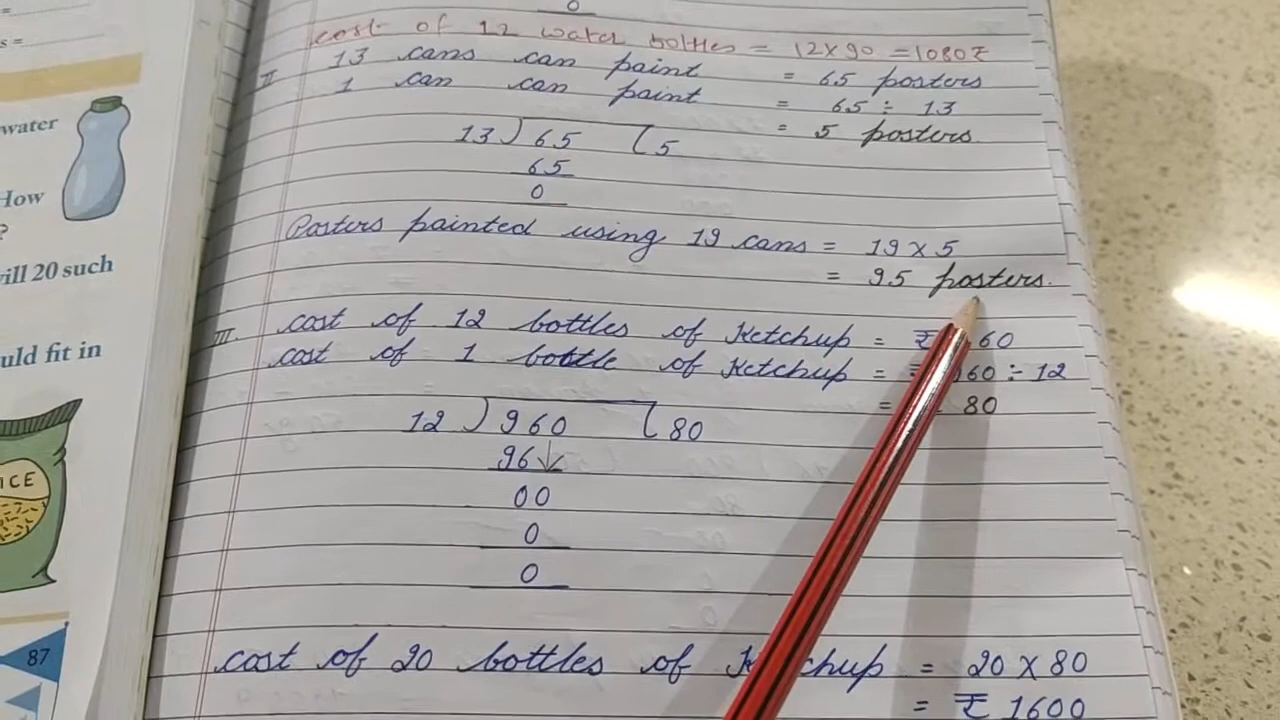 =
s =
water
How
?
ill 20 such
uld fit in
ICE
87
0
cost of 12 water bottles = 12 x 90 = 1080₹
II 13 cans can paint = 65 posters
1 can can paint = 65 ÷ 13
= 5 posters
13 ) 65 ( 5
65
0
Posters painted using 19 cans = 19 x 5
= 95 posters.
III. cost of 12 bottles of Ketchup = ₹ 60
cost of 1 bottle of Ketchup = 960 ÷ 12
= 80
12 ) 960 ( 80
96↓
00
0
0
cost of 20 bottles of K chup = 20 x 80
= ₹ 1600